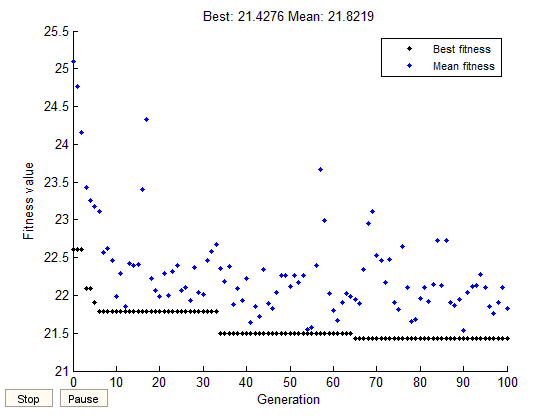 Best: 21.4276 Mean: 21.8219
25.5
25
24.5
24
23.5
23
22.5
22
21.5
21
Fitness value
Best fitness
Mean fitness
0 10 20 30 40 50 60 70 80 90 100
Generation
Stop Pause